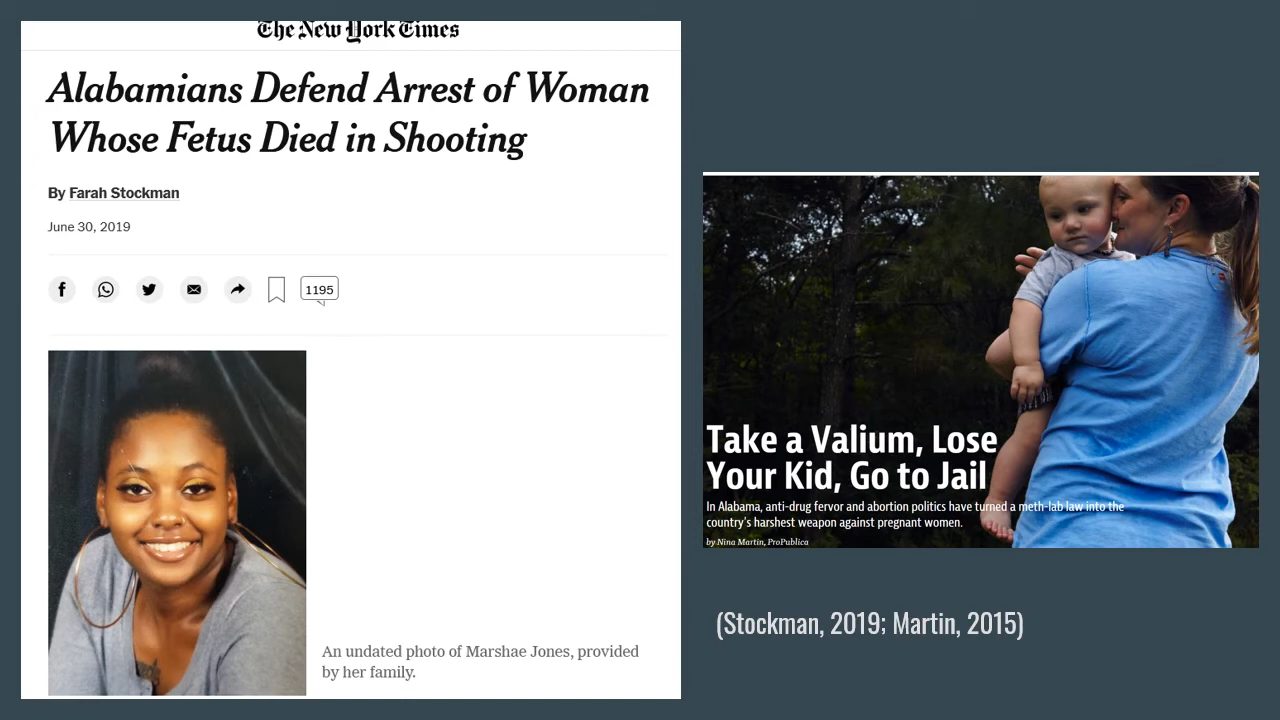 The New York Times
Alabamians Defend Arrest of Woman
Whose Fetus Died in Shooting
By Farah Stockman
June 30, 2019
1195
An undated photo of Marshae Jones, provided
by her family.
Take a Valium, Lose
Your Kid, Go to Jail
In Alabama, anti-drug fervor and abortion politics have turned a meth-lab law into the
country's harshest weapon against pregnant women.
by Nina Martin, ProPublica
(Stockman, 2019; Martin, 2015)